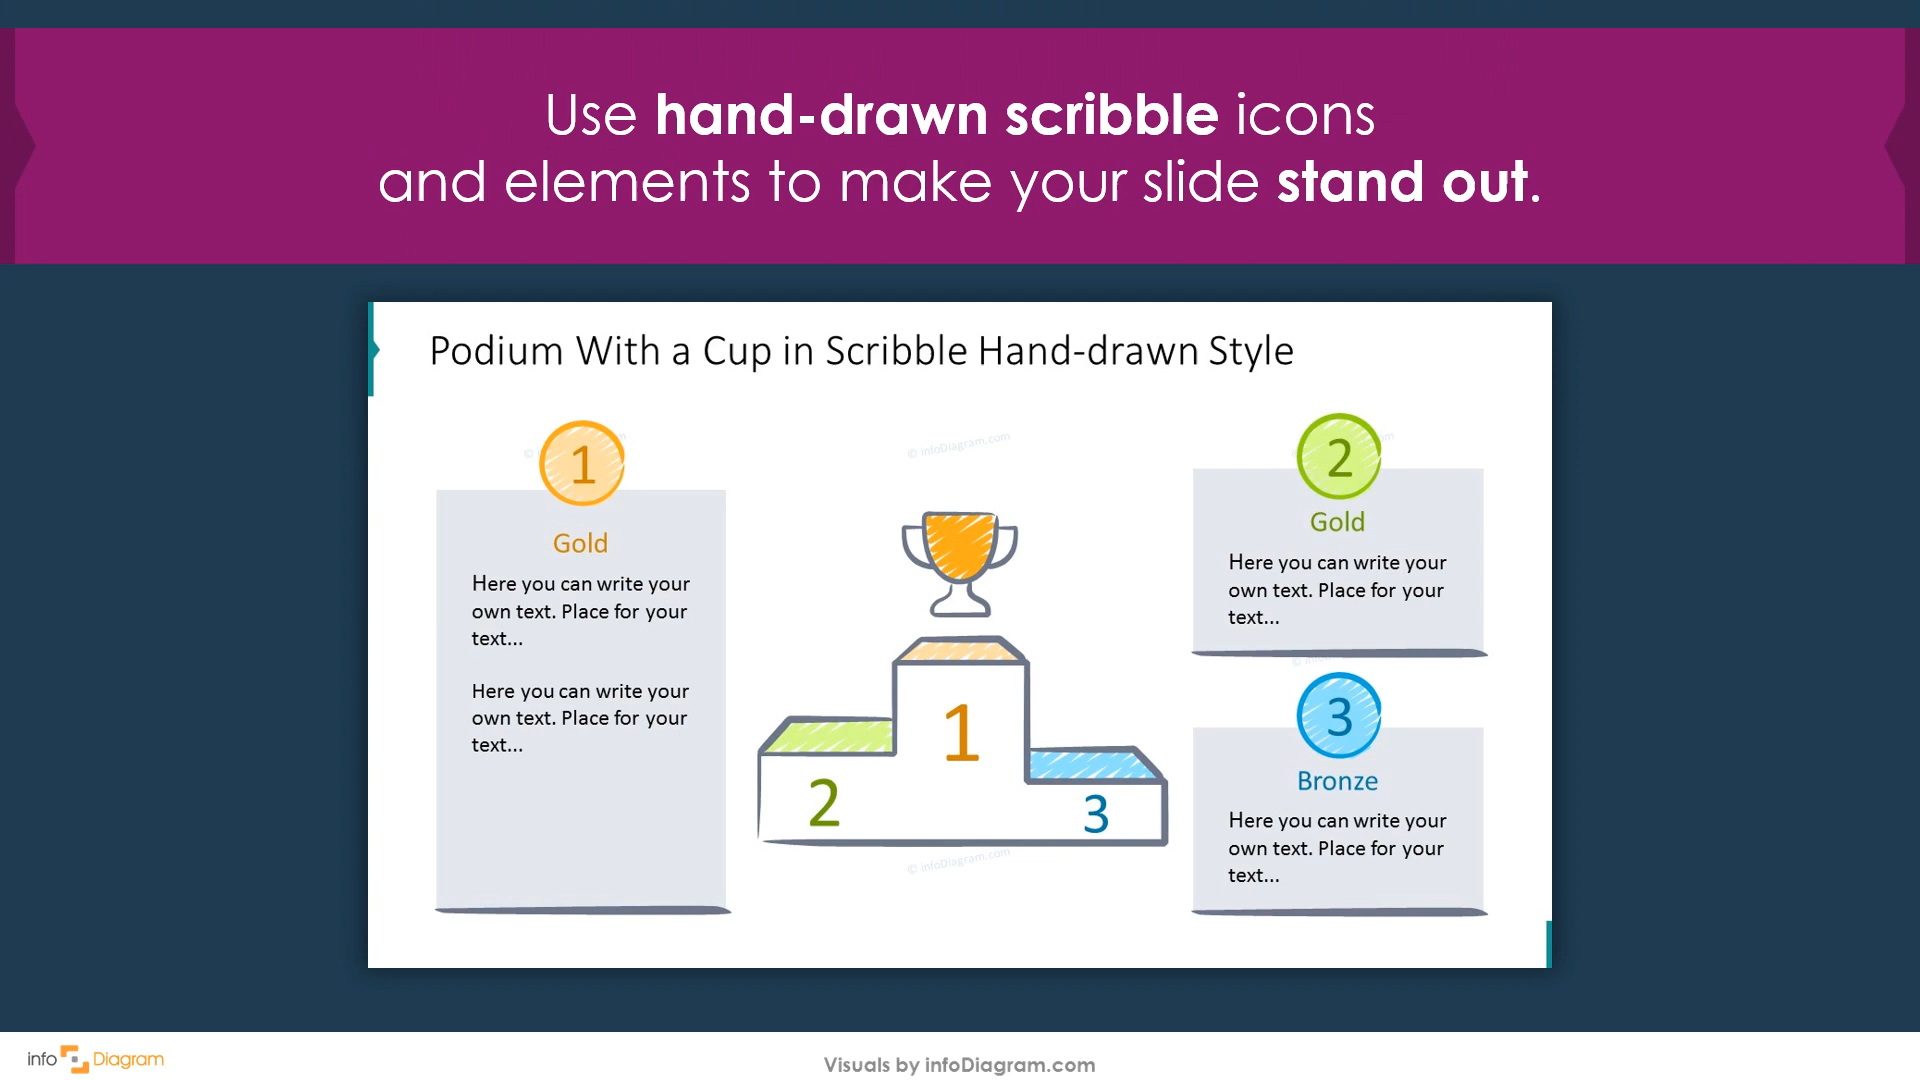 Use hand-drawn scribble icons
and elements to make your slide stand out.
Podium With a Cup in Scribble Hand-drawn Style
1
Gold
Here you can write your
own text. Place for your
text...
Here you can write your
own text. Place for your
text...
© infoDiagram.com
1
2
3
© infoDiagram.com
2
Gold
Here you can write your
own text. Place for your
text...
3
Bronze
Here you can write your
own text. Place for your
text...
info Diagram
Visuals by infoDiagram.com